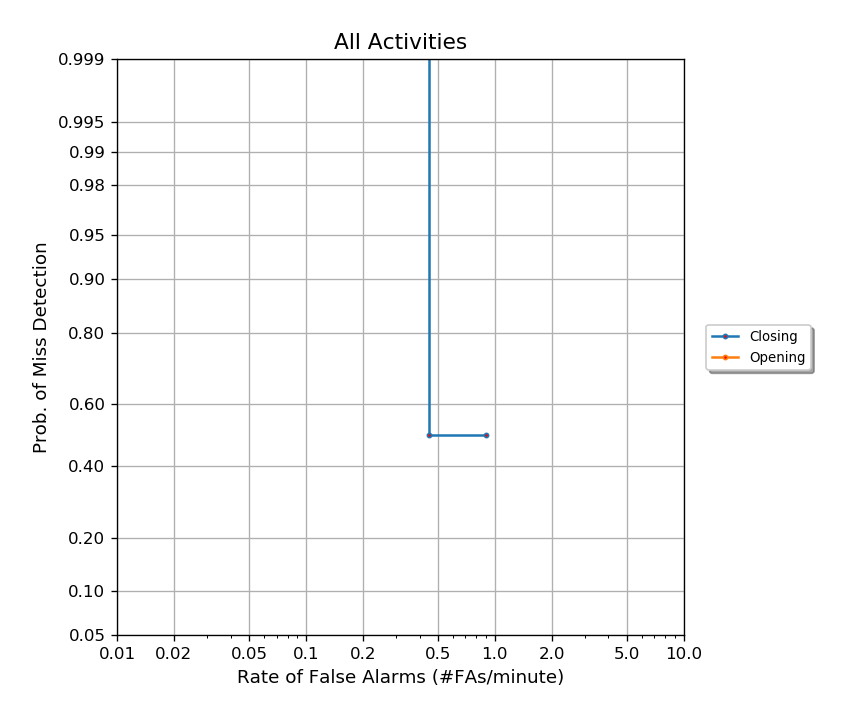 All Activities
0.999
0.995
0.99
0.98
0.95
0.90
0.80
0.60
0.40
0.20
0.10
0.05
Prob. of Miss Detection
0.01 0.02 0.05 0.1 0.2 0.5 1.0 2.0 5.0 10.0
Rate of False Alarms (#FAs/minute)
Closing
Opening